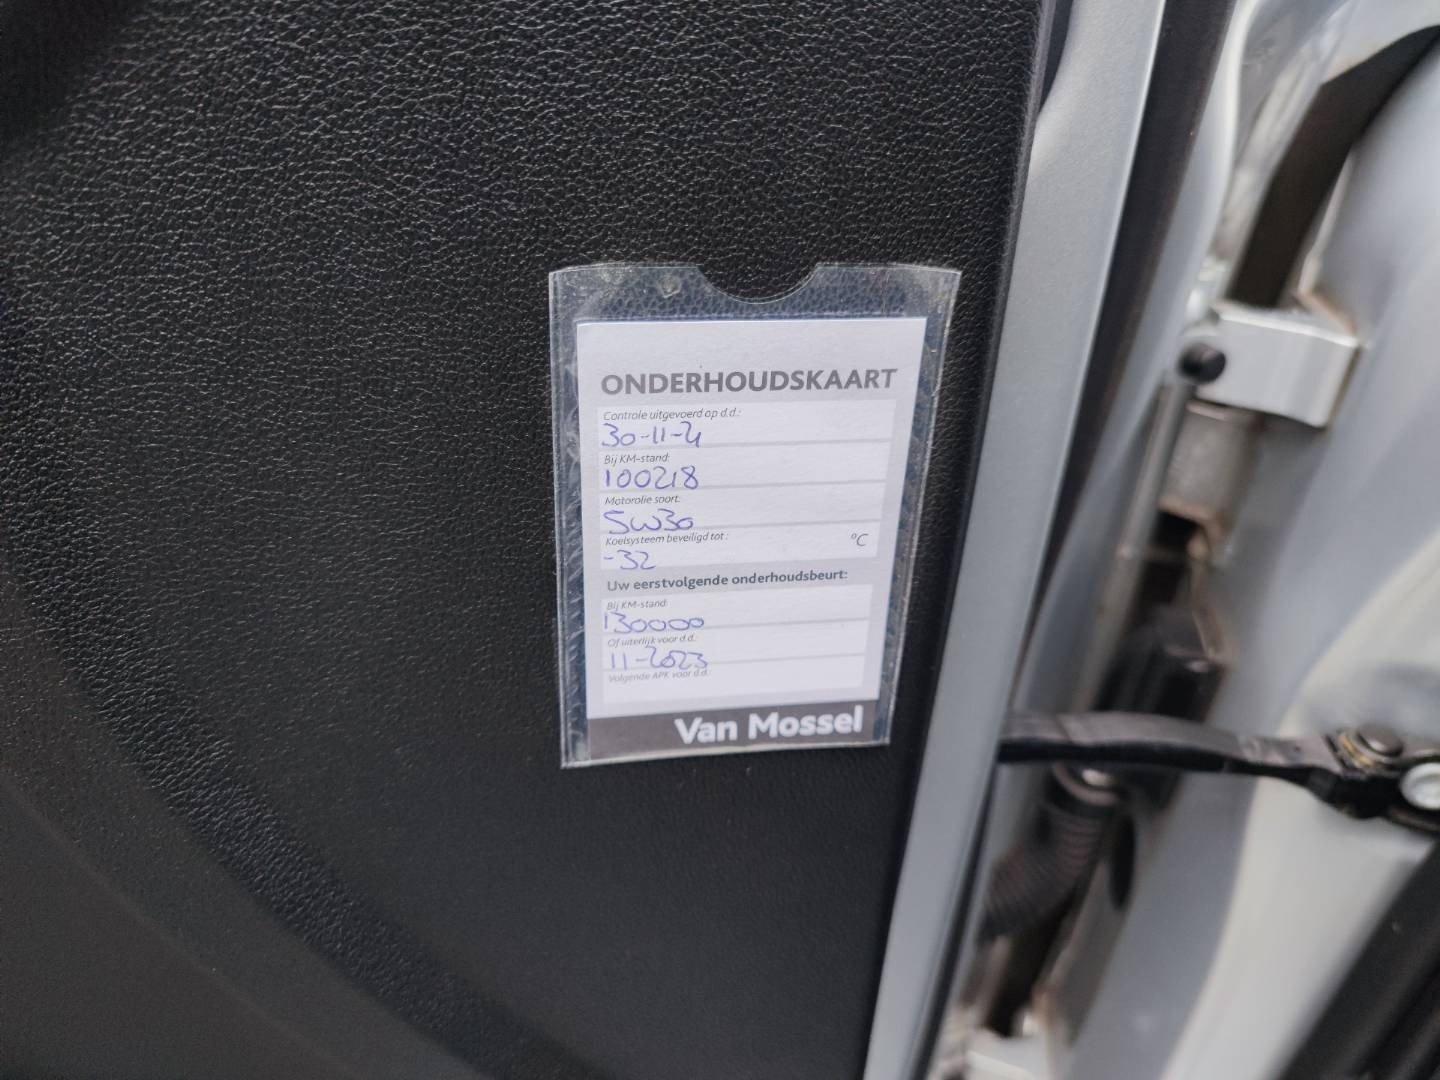 ONDERHOUDSKAART
Controle uitgevoerd op d.d.:
30-11-21
Bij KM-stand:
100218
Motorolie soort:
5W30
Koelsysteem beveiligd tot: °C
-32
Uw eerstvolgende onderhoudsbeurt:
Bij KM-stand:
130000
Of uiterlijk voor d.d.:
11-2023
Volgende APK voor d.d.:
Van Mossel